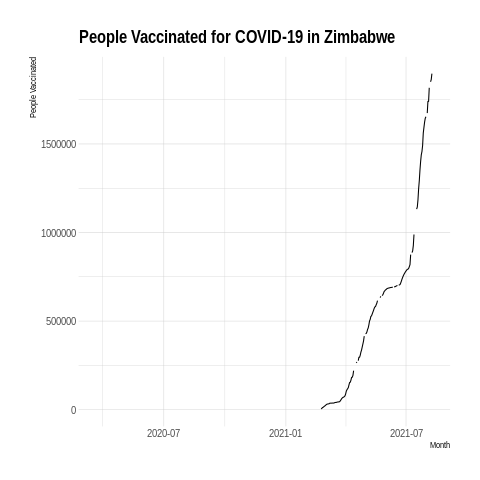 People Vaccinated for COVID-19 in Zimbabwe
People Vaccinated
1500000
1000000
500000
0
2020-07 2021-01 2021-07
Month